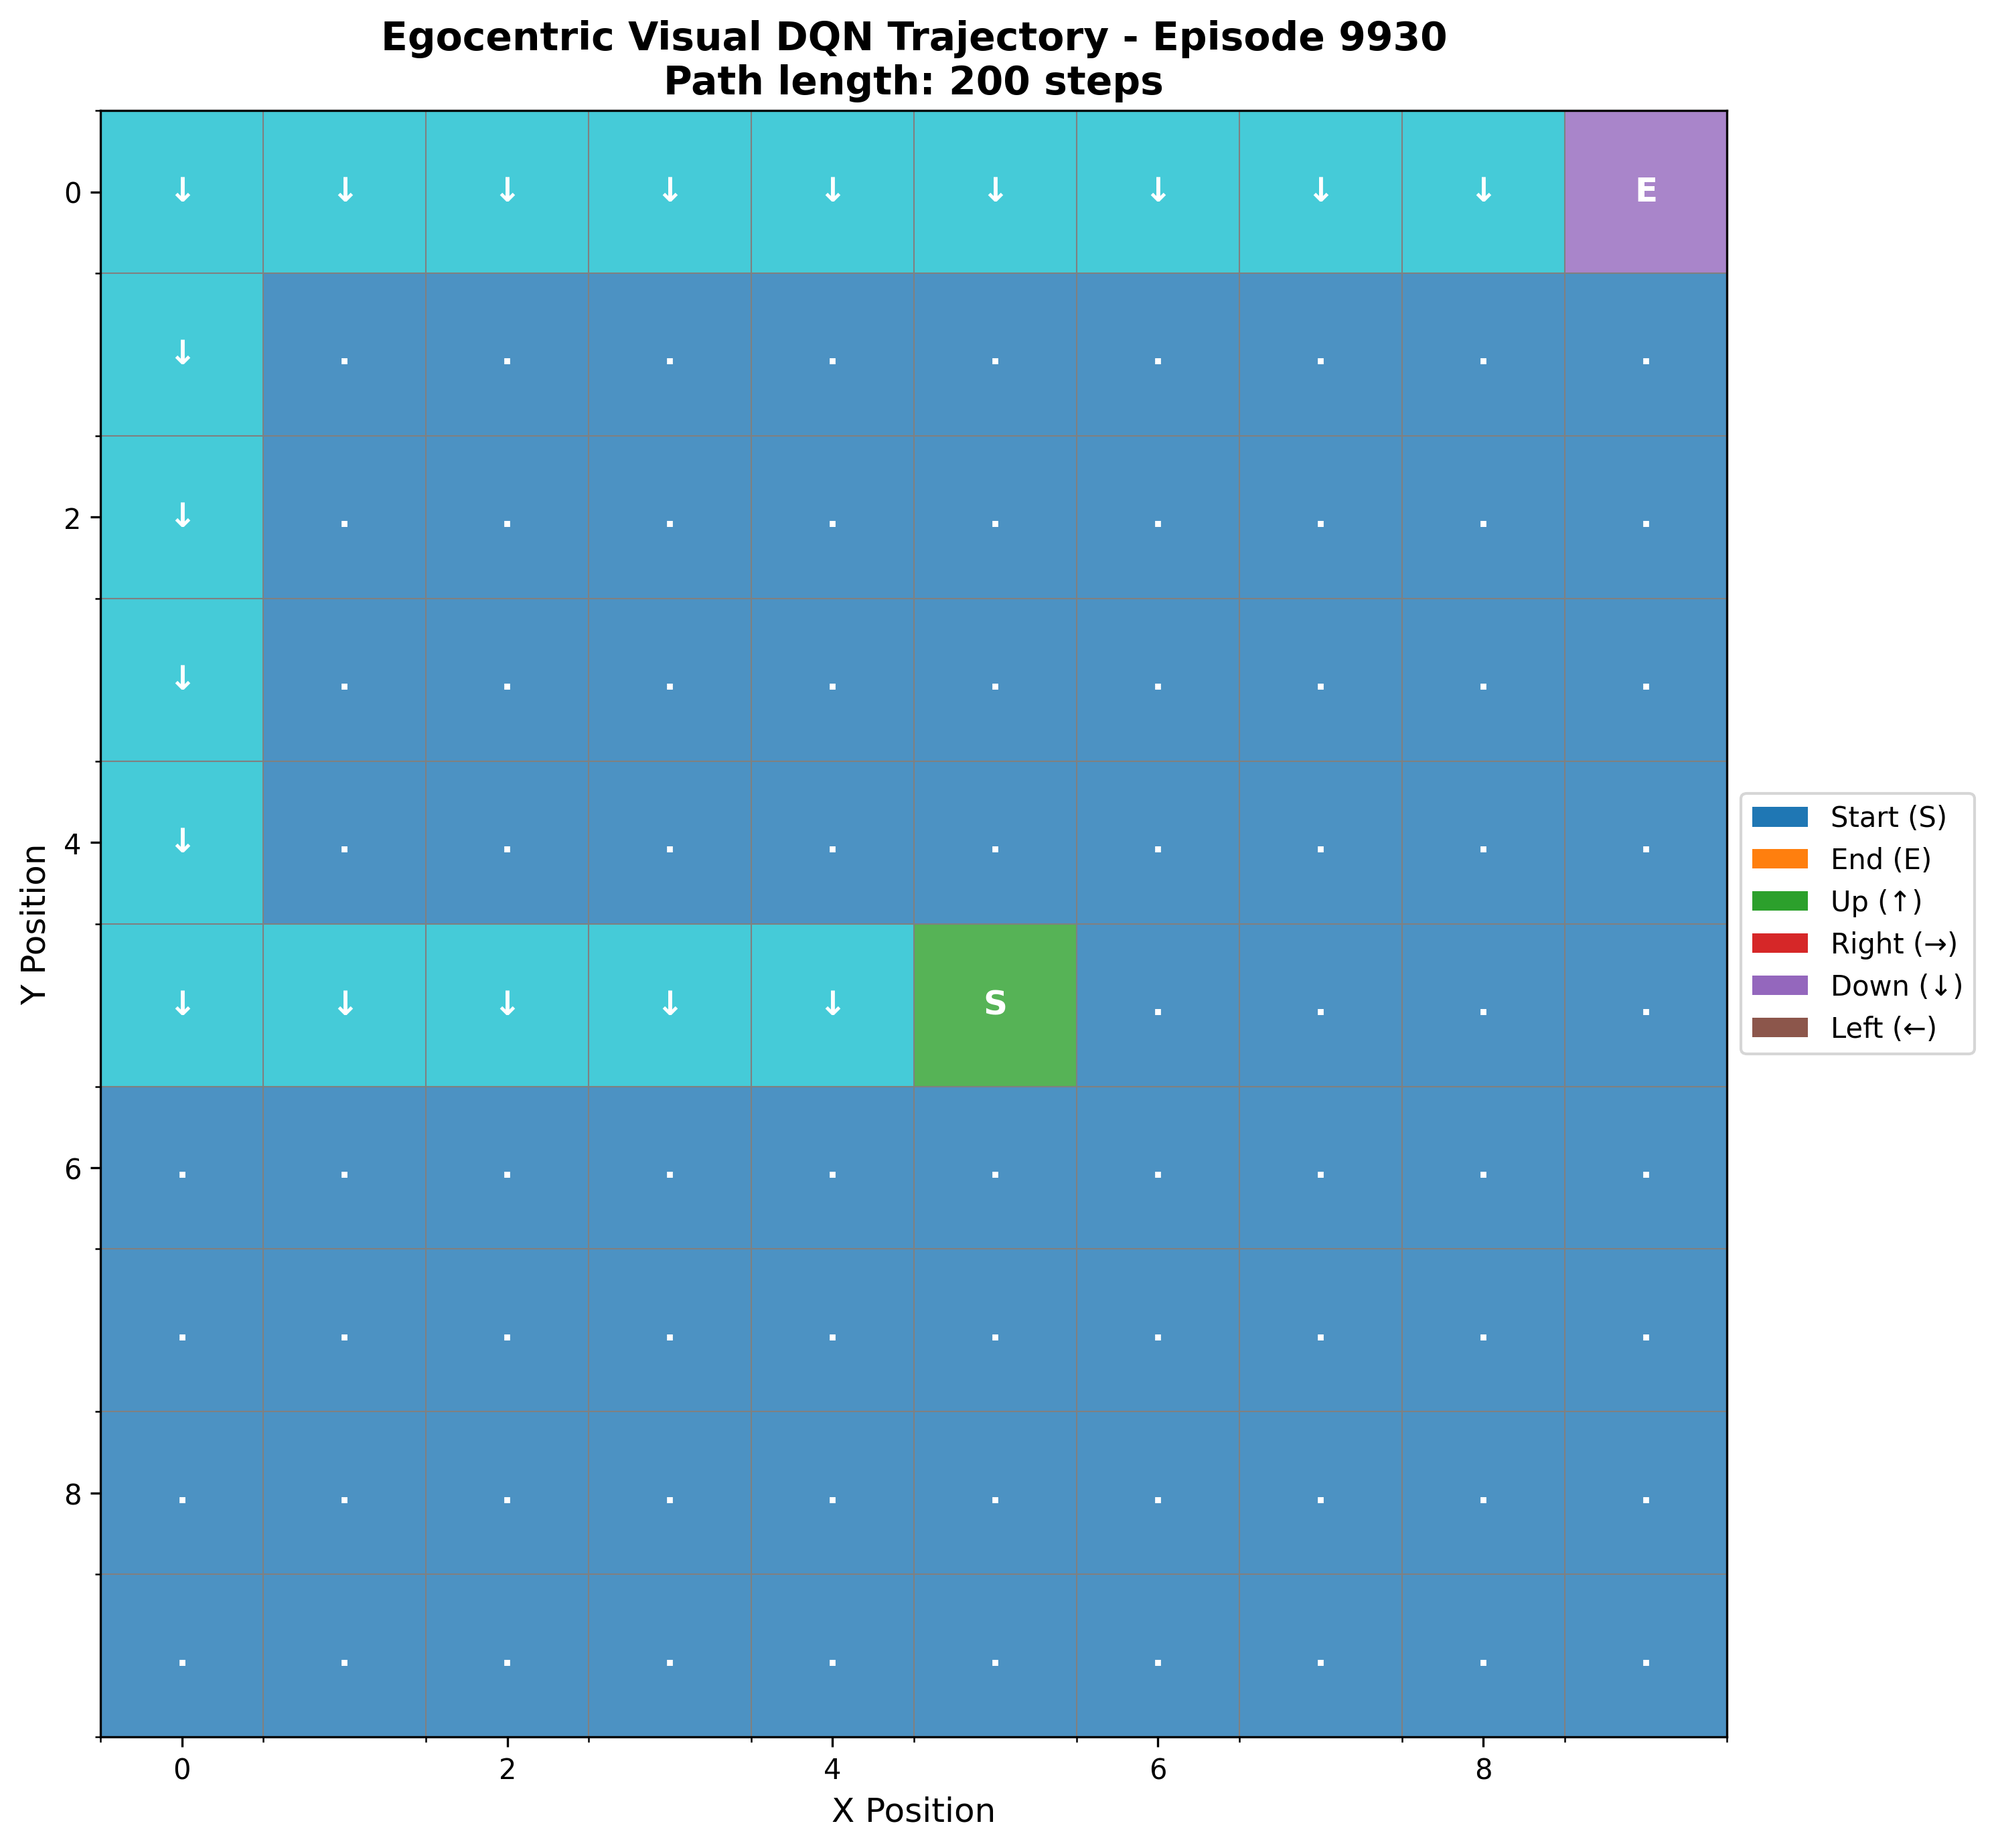 Egocentric Visual DQN Trajectory - Episode 9930
Path length: 200 steps
0 ↓ ↓ ↓ ↓ ↓ ↓ ↓ ↓ ↓ E
↓ . . . . . . . . .
2 ↓ . . . . . . . . .
↓ . . . . . . . . .
4 ↓ . . . . . . . . .
↓ ↓ ↓ ↓ ↓ S . . . .
6 . . . . . . . . . .
. . . . . . . . . .
8 . . . . . . . . . .
. . . . . . . . . .
0 2 4 6 8
X Position
Y Position
Start (S)
End (E)
Up (↑)
Right (→)
Down (↓)
Left (←)